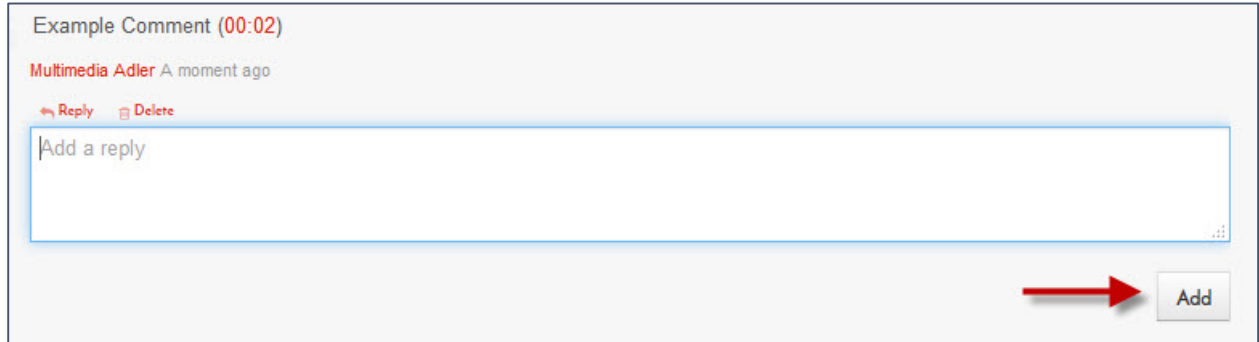 Example Comment (00:02)
Multimedia Adler A moment ago
Reply Delete
Add a reply
Add